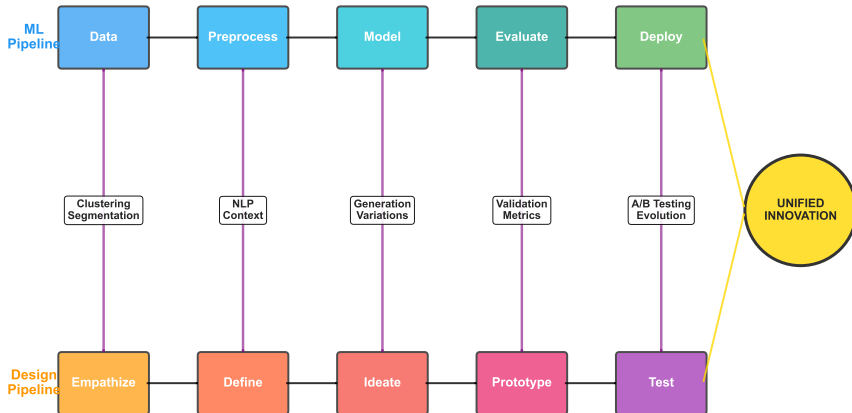 ML
Pipeline
Data
Preprocess
Model
Evaluate
Deploy
Clustering
Segmentation
NLP
Context
Generation
Variations
Validation
Metrics
A/B Testing
Evolution
UNIFIED
INNOVATION
Design
Pipeline
Empathize
Define
Ideate
Prototype
Test